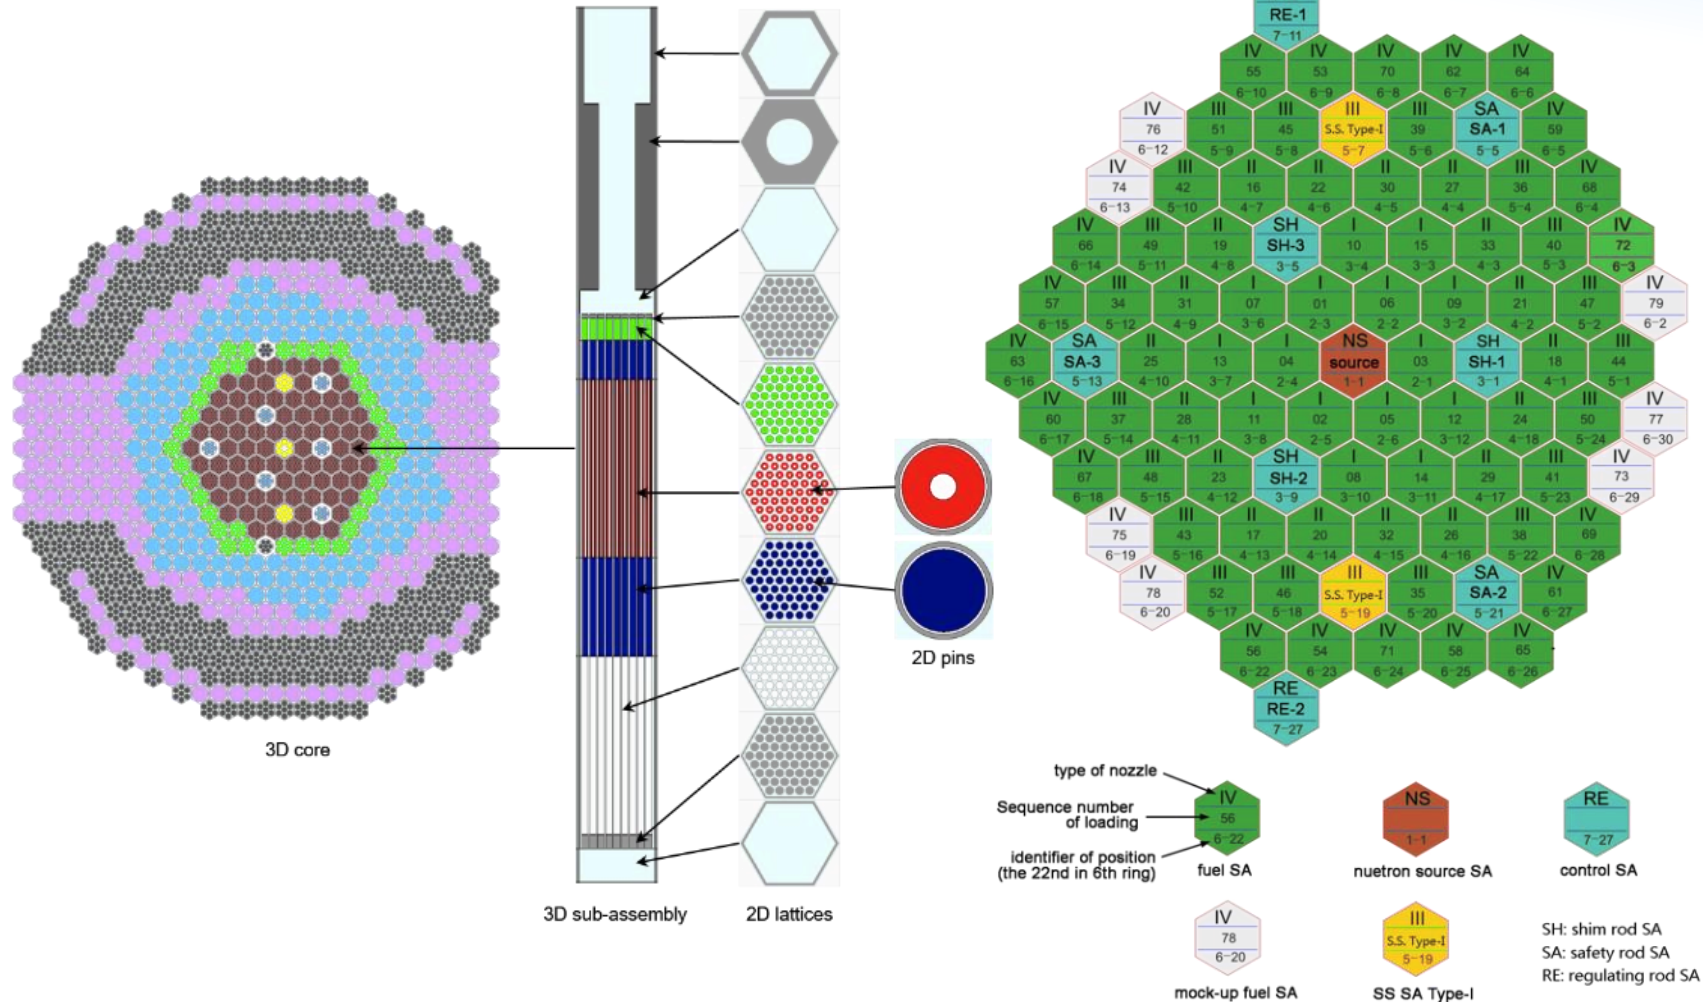 RE-1
7-11
IV
55
6-10
IV
53
6-9
IV
70
6-8
IV
62
6-7
IV
64
6-6
IV
76
6-12
III
51
5-9
III
45
5-8
III
S.S. Type-I
5-7
III
39
5-6
SA
SA-1
5-5
IV
59
6-5
IV
74
6-13
III
42
5-10
II
16
4-7
II
22
4-6
II
30
4-5
II
27
4-4
III
36
5-4
IV
68
6-4
IV
66
6-14
III
49
5-11
II
19
4-8
SH
SH-3
3-5
I
10
3-4
I
15
3-3
II
33
4-3
III
40
5-3
IV
72
6-3
IV
57
6-15
III
34
5-12
II
31
4-9
I
07
3-6
I
01
2-3
I
06
2-2
I
09
3-2
II
21
4-2
III
47
5-2
IV
79
6-2
IV
63
6-16
SA
SA-3
5-13
II
25
4-10
I
13
3-7
I
04
2-4
NS
source
1-1
I
03
2-1
SH
SH-1
3-1
II
18
4-1
III
44
5-1
IV
60
6-17
III
37
5-14
II
28
4-11
I
11
3-8
I
02
2-5
I
05
2-6
I
12
3-12
II
24
4-18
III
50
5-24
IV
77
6-30
IV
67
6-18
III
48
5-15
II
23
4-12
SH
SH-2
3-9
I
08
3-10
I
14
3-11
II
29
4-17
III
41
5-23
IV
73
6-29
IV
75
6-19
III
43
5-16
II
17
4-13
II
20
4-14
II
32
4-15
II
26
4-16
III
38
5-22
IV
69
6-28
IV
78
6-20
III
52
5-17
III
46
5-18
III
S.S. Type-I
5-19
III
35
5-20
SA
SA-2
5-21
IV
61
6-27
IV
56
6-22
IV
54
6-23
IV
71
6-24
IV
58
6-25
IV
65
6-26
RE
RE-2
7-27
2D pins
3D core
3D sub-assembly
2D lattices
type of nozzle
Sequence number
of loading
identifier of position
(the 22nd in 6th ring)
IV
56
6-22
fuel SA
NS
1-1
nuetron source SA
RE
7-27
control SA
IV
78
6-20
mock-up fuel SA
III
S.S. Type-I
5-19
SS SA Type-I
SH: shim rod SA
SA: safety rod SA
RE: regulating rod SA